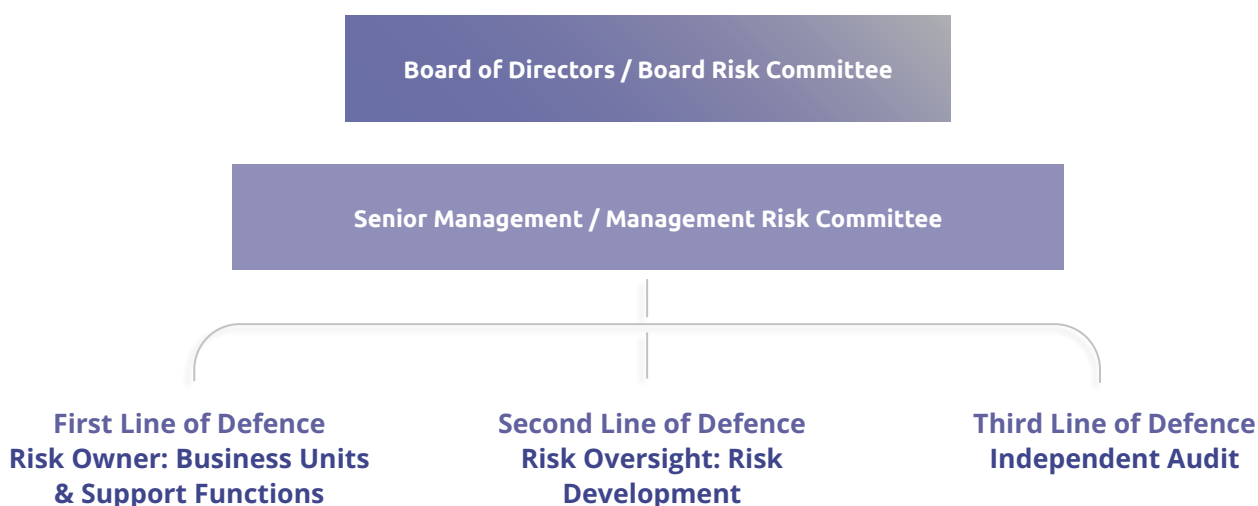 Board of Directors / Board Risk Committee
Senior Management / Management Risk Committee
First Line of Defence
Risk Owner: Business Units
& Support Functions
Second Line of Defence
Risk Oversight: Risk
Development
Third Line of Defence
Independent Audit